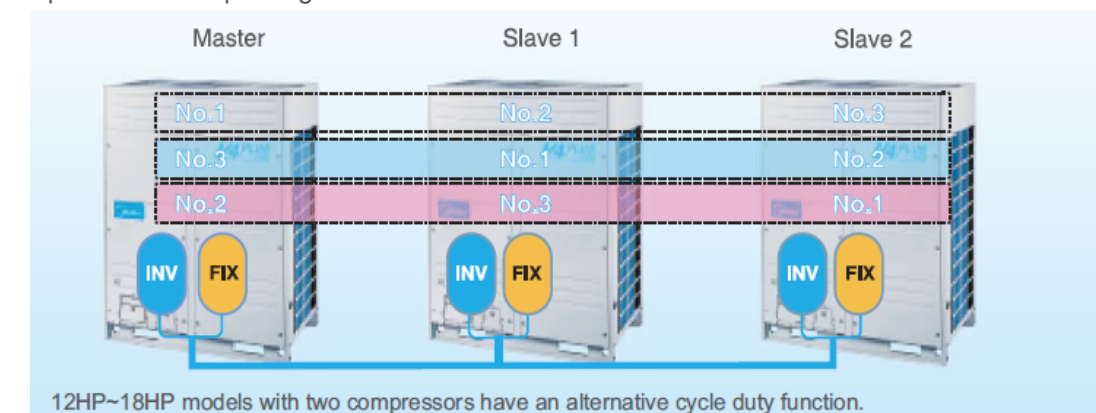 Master Slave 1 Slave 2
No.1 No.2 No.3
No.3 No.1 No.2
No.2 No.3 No.1
INV FIX INV FIX INV FIX
12HP~18HP models with two compressors have an alternative cycle duty function.